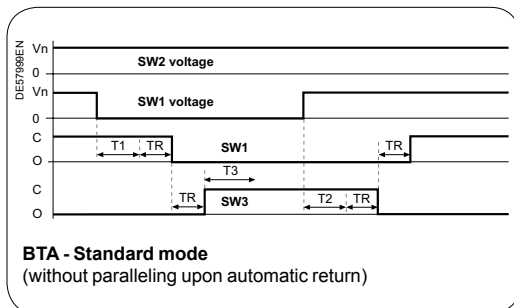 DE57999EN
Vn
SW2 voltage
0
Vn
SW1 voltage
0
C
T1 TR SW1 TR
O
T3
C
TR SW3 T2 TR
O
BTA - Standard mode
(without paralleling upon automatic return)